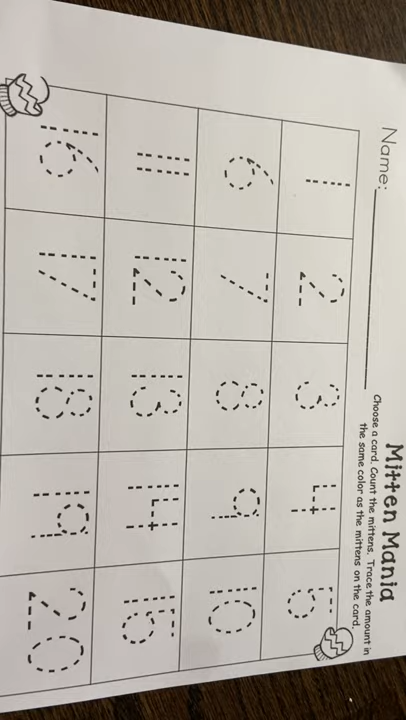 Mitten Mania
Name:
Choose a card. Count the mittens. Trace the amount in
the same color as the mittens on the card.
1 2 3 4 5
6 7 8 9 10
11 12 13 14 15
16 17 18 19 20